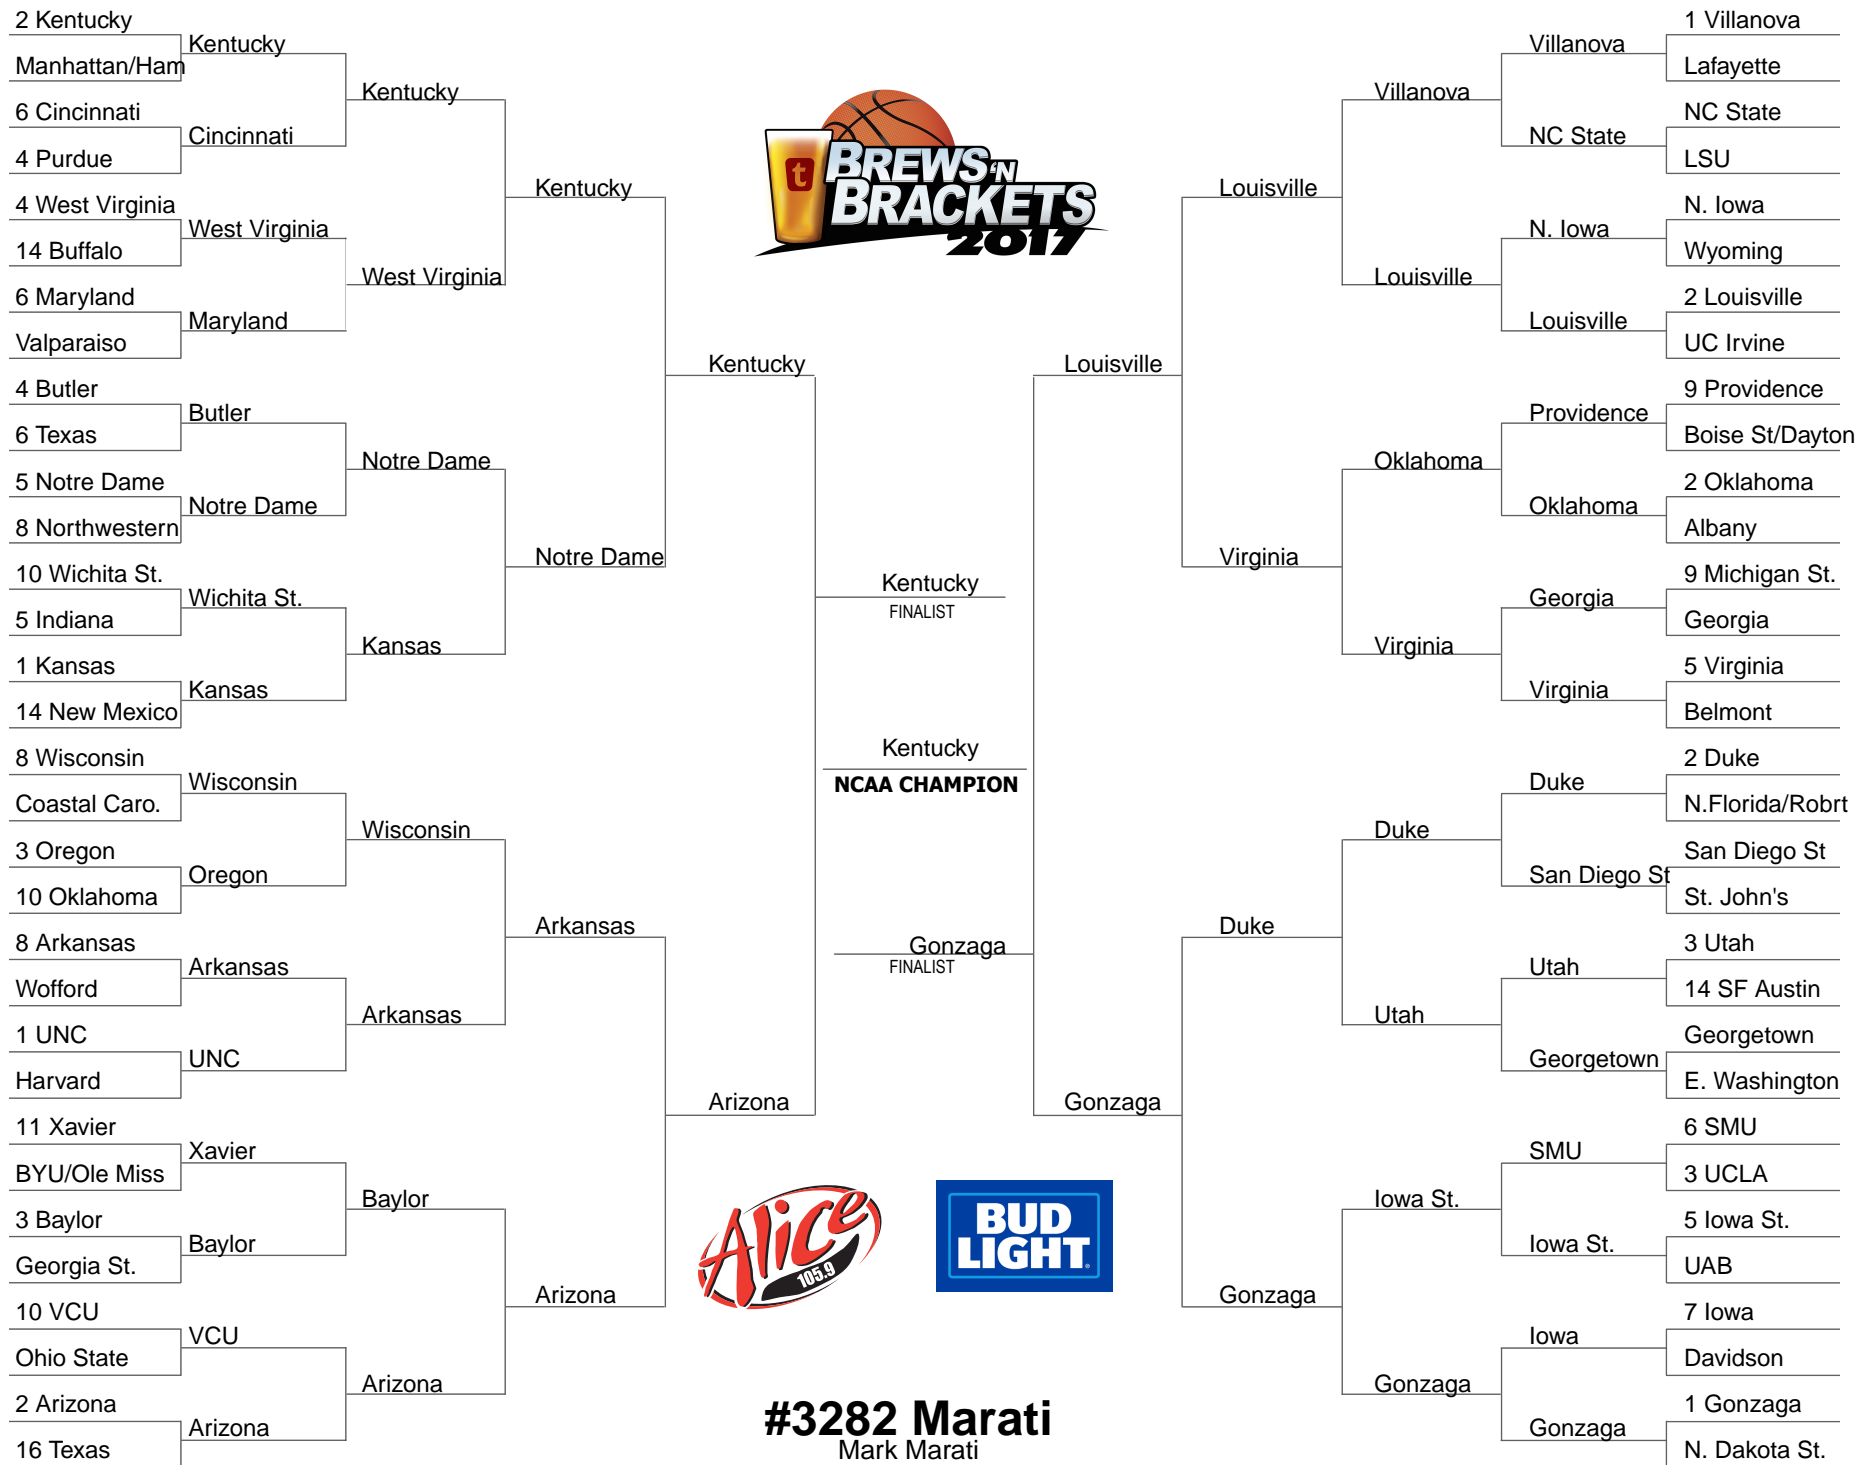 2 Kentucky
Manhattan/Ham
6 Cincinnati
4 Purdue
4 West Virginia
14 Buffalo
6 Maryland
Valparaiso
4 Butler
6 Texas
5 Notre Dame
8 Northwestern
10 Wichita St.
5 Indiana
1 Kansas
14 New Mexico
8 Wisconsin
Coastal Caro.
3 Oregon
10 Oklahoma
8 Arkansas
Wofford
1 UNC
Harvard
11 Xavier
BYU/Ole Miss
3 Baylor
Georgia St.
10 VCU
Ohio State
2 Arizona
16 Texas
Kentucky
Cincinnati
West Virginia
Maryland
Butler
Notre Dame
Wichita St.
Kansas
Wisconsin
Oregon
Arkansas
UNC
Xavier
Baylor
VCU
Arizona
Kentucky
West Virginia
Notre Dame
Kansas
Wisconsin
Arkansas
Baylor
Arizona
Kentucky
Notre Dame
Arkansas
Arizona
Kentucky
Arizona
t
BREWS 'N
BRACKETS
2017
Kentucky
FINALIST
Kentucky
NCAA CHAMPION
Gonzaga
FINALIST
Alice
105.9
BUD
LIGHT
#3282 Marati
Mark Marati
Louisville
Gonzaga
Louisville
Virginia
Duke
Gonzaga
Villanova
Louisville
Oklahoma
Virginia
Duke
Utah
Iowa St.
Gonzaga
Villanova
NC State
N. Iowa
Louisville
Providence
Oklahoma
Georgia
Virginia
Duke
San Diego St
Utah
Georgetown
SMU
Iowa St.
Iowa
Gonzaga
1 Villanova
Lafayette
NC State
LSU
N. Iowa
Wyoming
2 Louisville
UC Irvine
9 Providence
Boise St/Dayton
2 Oklahoma
Albany
9 Michigan St.
Georgia
5 Virginia
Belmont
2 Duke
N.Florida/Robrt
San Diego St
St. John's
3 Utah
14 SF Austin
Georgetown
E. Washington
6 SMU
3 UCLA
5 Iowa St.
UAB
7 Iowa
Davidson
1 Gonzaga
N. Dakota St.